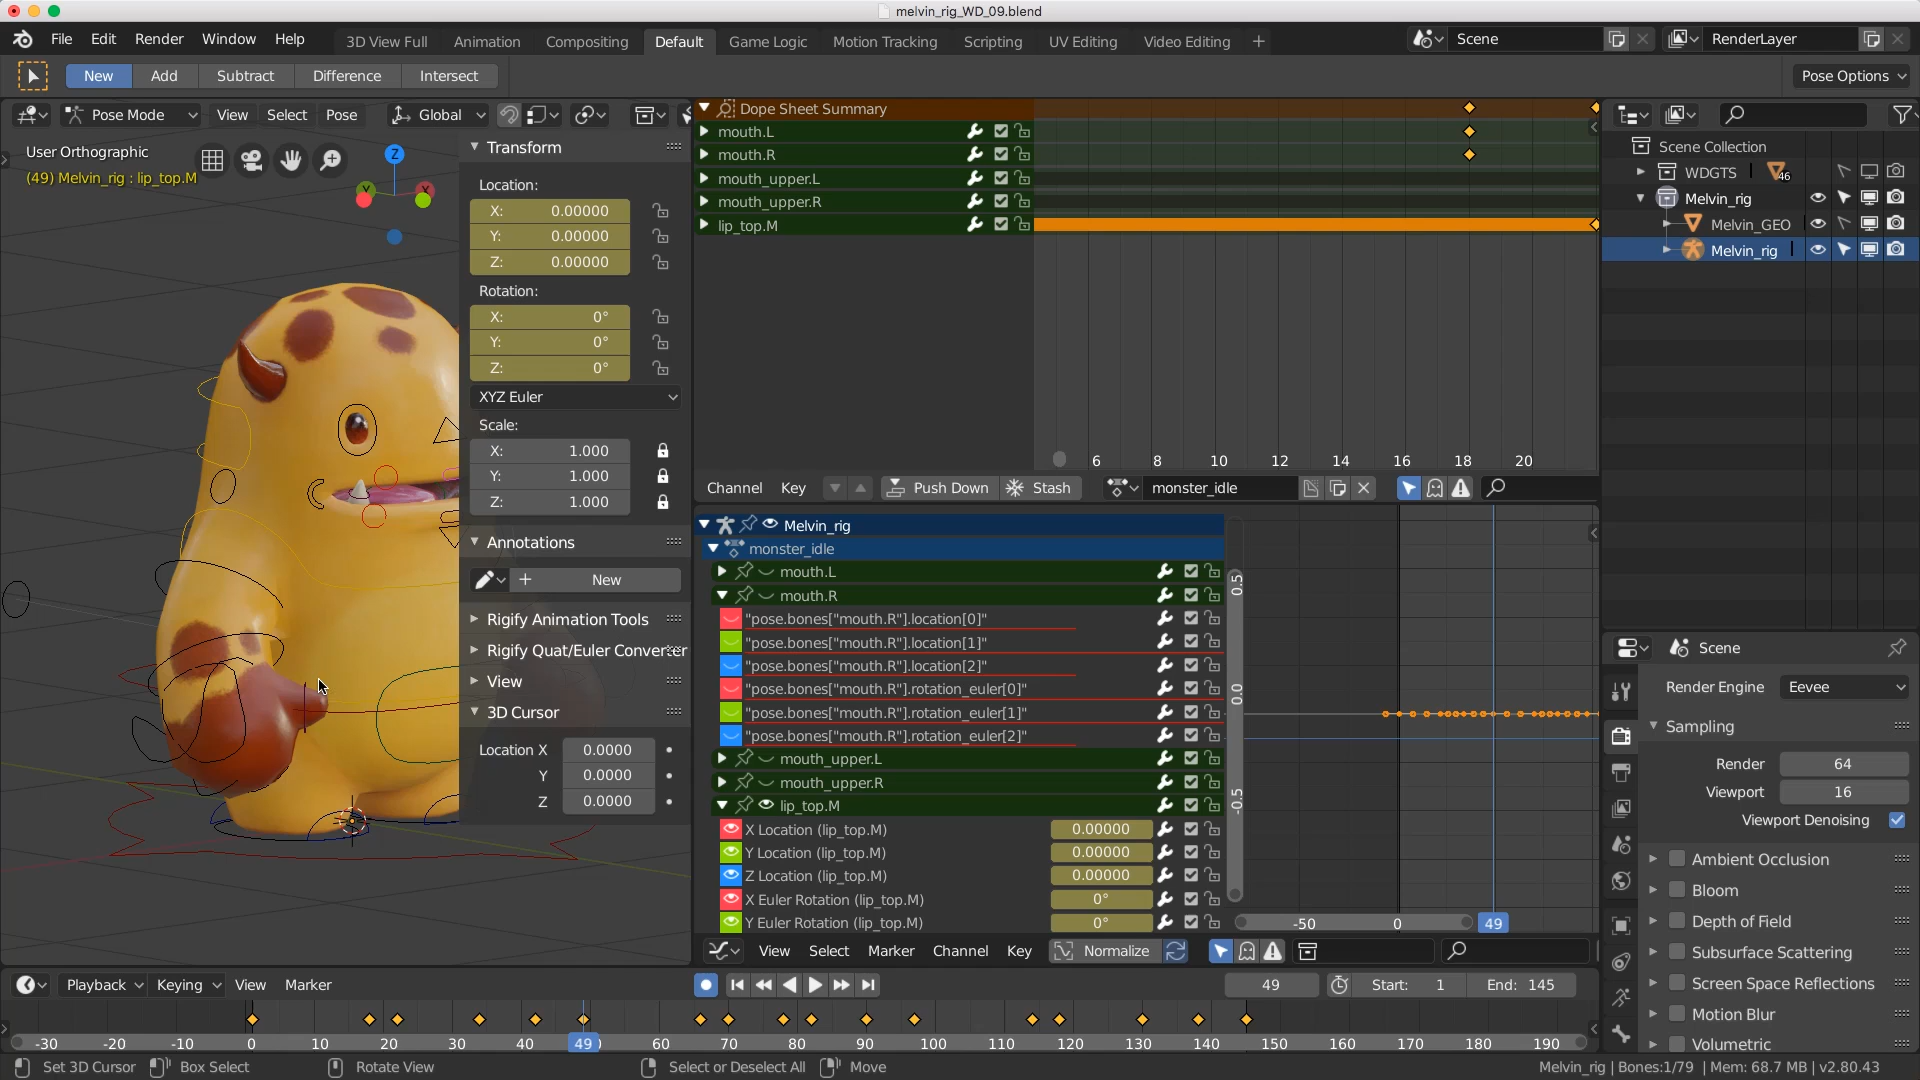 melvin_rig_WD_09.blend
File Edit Render Window Help
3D View Full Animation Compositing Default Game Logic Motion Tracking Scripting UV Editing Video Editing +
Scene
RenderLayer
New Add Subtract Difference Intersect
Pose Options
Pose Mode View Select Pose Global
User Orthographic
(49) Melvin_rig : lip_top.M
Z
Y
X
Transform
Location:
X: 0.00000
Y: 0.00000
Z: 0.00000
Rotation:
X: 0°
Y: 0°
Z: 0°
XYZ Euler
Scale:
X: 1.000
Y: 1.000
Z: 1.000
Annotations
New
Rigify Animation Tools
Rigify Quat/Euler Converter
View
3D Cursor
Location X 0.0000
Y 0.0000
Z 0.0000
Dope Sheet Summary
mouth.L
mouth.R
mouth_upper.L
mouth_upper.R
lip_top.M
6 8 10 12 14 16 18 20
Channel Key Push Down Stash monster_idle
Melvin_rig
monster_idle
mouth.L
mouth.R
"pose.bones["mouth.R"].location[0]"
"pose.bones["mouth.R"].location[1]"
"pose.bones["mouth.R"].location[2]"
"pose.bones["mouth.R"].rotation_euler[0]"
"pose.bones["mouth.R"].rotation_euler[1]"
"pose.bones["mouth.R"].rotation_euler[2]"
mouth_upper.L
mouth_upper.R
lip_top.M
X Location (lip_top.M) 0.00000
Y Location (lip_top.M) 0.00000
Z Location (lip_top.M) 0.00000
X Euler Rotation (lip_top.M) 0°
Y Euler Rotation (lip_top.M) 0°
0.5
0.0
-0.5
-50 0 49
View Select Marker Channel Key Normalize
Scene Collection
WDGTS 46
Melvin_rig
Melvin_GEO
Melvin_rig
Scene
Render Engine Eevee
Sampling
Render 64
Viewport 16
Viewport Denoising
Ambient Occlusion
Bloom
Depth of Field
Subsurface Scattering
Screen Space Reflections
Motion Blur
Volumetric
Playback Keying View Marker
49 Start: 1 End: 145
-30 -20 -10 0 10 20 30 40 49 60 70 80 90 100 110 120 130 140 150 160 170 180 190
Set 3D Cursor Box Select Rotate View Select or Deselect All Move
Melvin_rig | Bones:1/79 | Mem: 68.7 MB | v2.80.43